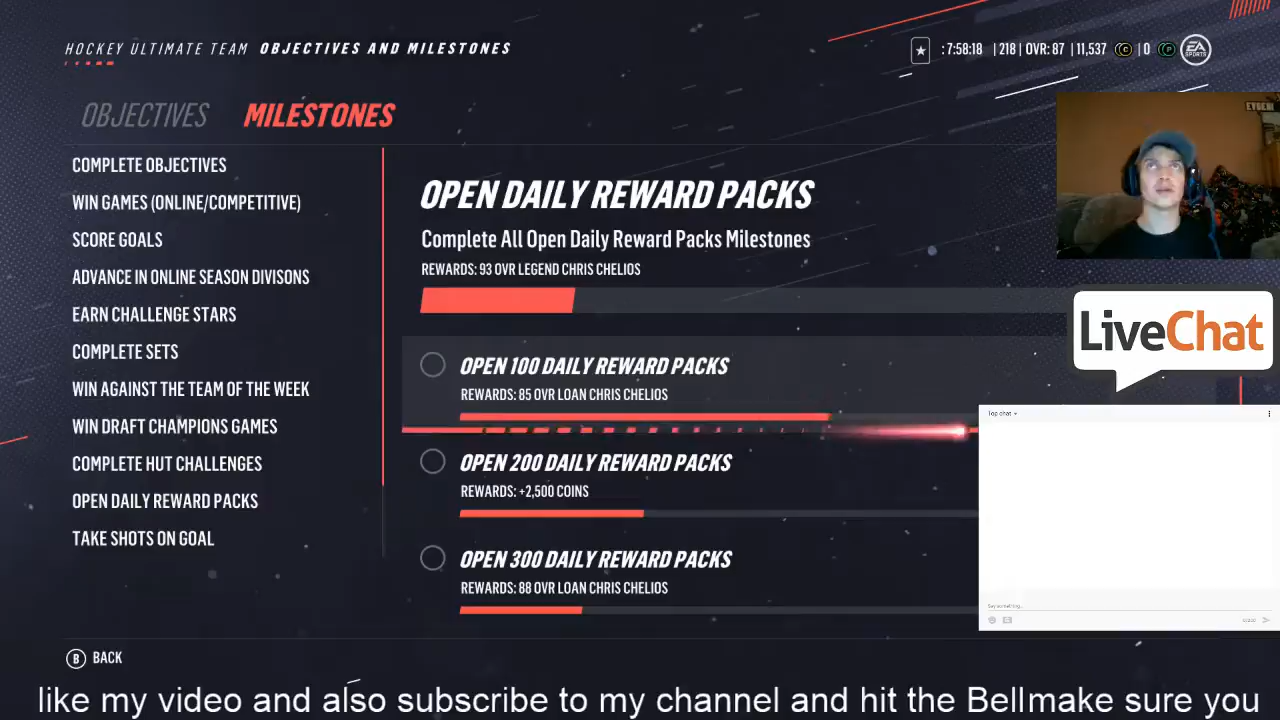 HOCKEY ULTIMATE TEAM OBJECTIVES AND MILESTONES
: 7:58:18 | 218 | OVR: 87 | 11,537 C | 0 P EA SPORTS
OBJECTIVES MILESTONES
COMPLETE OBJECTIVES
WIN GAMES (ONLINE/COMPETITIVE)
SCORE GOALS
ADVANCE IN ONLINE SEASON DIVISONS
EARN CHALLENGE STARS
COMPLETE SETS
WIN AGAINST THE TEAM OF THE WEEK
WIN DRAFT CHAMPIONS GAMES
COMPLETE HUT CHALLENGES
OPEN DAILY REWARD PACKS
TAKE SHOTS ON GOAL
OPEN DAILY REWARD PACKS
Complete All Open Daily Reward Packs Milestones
REWARDS: 93 OVR LEGEND CHRIS CHELIOS
OPEN 100 DAILY REWARD PACKS
REWARDS: 85 OVR LOAN CHRIS CHELIOS
OPEN 200 DAILY REWARD PACKS
REWARDS: +2,500 COINS
OPEN 300 DAILY REWARD PACKS
REWARDS: 88 OVR LOAN CHRIS CHELIOS
LiveChat
Top chat
Say something...
B BACK
like my video and also subscribe to my channel and hit the Bellmake sure you